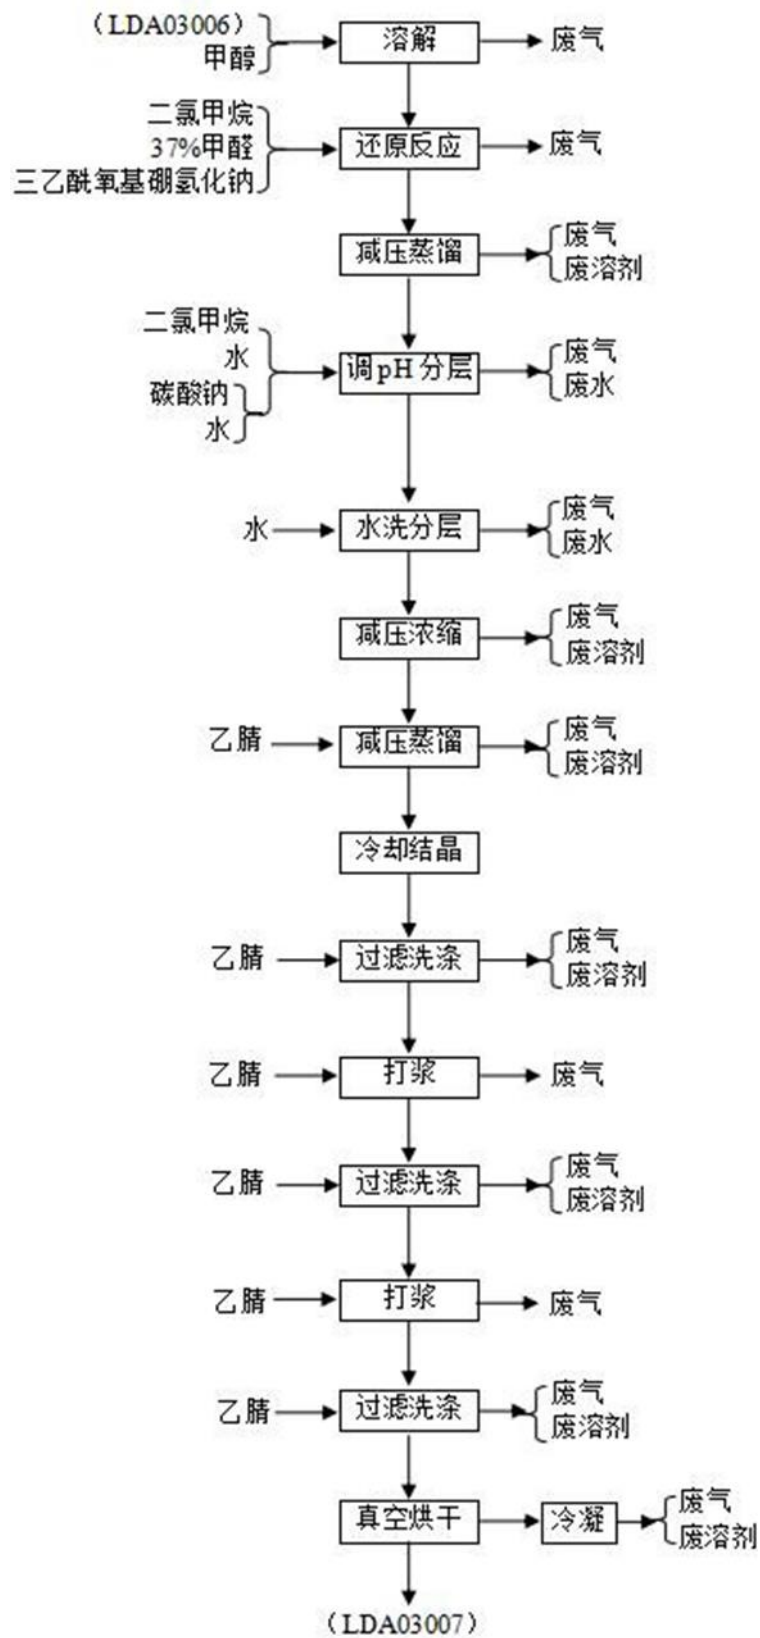 （LDA03006）
甲醇
溶解
废气
二氯甲烷
37%甲醛
三乙酰氧基硼氢化钠
还原反应
废气
减压蒸馏
废气
废溶剂
二氯甲烷
水
碳酸钠
水
调pH分层
废气
废水
水
水洗分层
废气
废水
减压浓缩
废气
废溶剂
乙腈
减压蒸馏
废气
废溶剂
冷却结晶
乙腈
过滤洗涤
废气
废溶剂
乙腈
打浆
废气
乙腈
过滤洗涤
废气
废溶剂
乙腈
打浆
废气
乙腈
过滤洗涤
废气
废溶剂
真空烘干
冷凝
废气
废溶剂
（LDA03007）